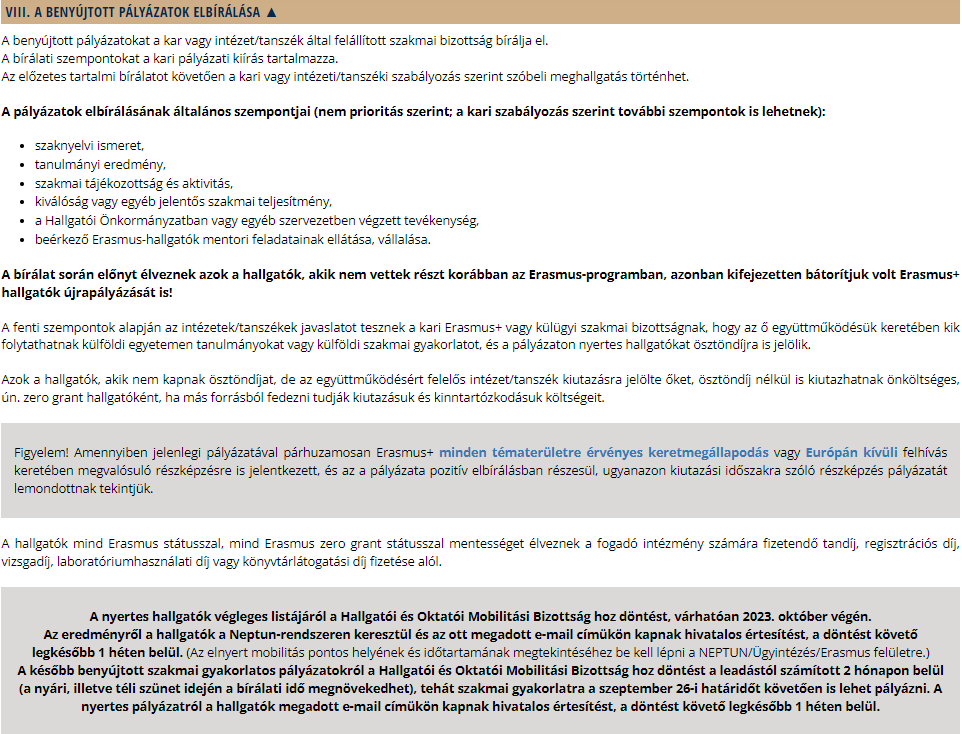 VIII. A BENYÚJTOTT PÁLYÁZATOK ELBÍRÁLÁSA ▲
A benyújtott pályázatokat a kar vagy intézet/tanszék által felállított szakmai bizottság bírálja el.
A bírálati szempontokat a kari pályázati kiírás tartalmazza.
Az előzetes tartalmi bírálatot követően a kari vagy intézeti/tanszéki szabályozás szerint szóbeli meghallgatás történhet.
A pályázatok elbírálásának általános szempontjai (nem prioritás szerint; a kari szabályozás szerint további szempontok is lehetnek):
• szaknyelvi ismeret,
• tanulmányi eredmény,
• szakmai tájékozottság és aktivitás,
• kiválóság vagy egyéb jelentős szakmai teljesítmény,
• a Hallgatói Önkormányzatban vagy egyéb szervezetben végzett tevékenység,
• beérkező Erasmus-hallgatók mentori feladatainak ellátása, vállalása.
A bírálat során előnyt élveznek azok a hallgatók, akik nem vettek részt korábban az Erasmus-programban, azonban kifejezetten bátorítjuk volt Erasmus+
hallgatók újrapályázását is!
A fenti szempontok alapján az intézetek/tanszékek javaslatot tesznek a kari Erasmus+ vagy külügyi szakmai bizottságnak, hogy az ő együttműködésük keretében kik
folytathatnak külföldi egyetemen tanulmányokat vagy külföldi szakmai gyakorlatot, és a pályázaton nyertes hallgatókat ösztöndíjra is jelölik.
Azok a hallgatók, akik nem kapnak ösztöndíjat, de az együttműködésért felelős intézet/tanszék kiutazásra jelölte őket, ösztöndíj nélkül is kiutazhatnak önköltséges,
ún. zero grant hallgatóként, ha más forrásból fedezni tudják kiutazásuk és kinntartózkodásuk költségeit.
Figyelem! Amennyiben jelenlegi pályázatával párhuzamosan Erasmus+ minden tématerületre érvényes keretmegállapodás vagy Európán kívüli felhívás
keretében megvalósuló részképzésre is jelentkezett, és az a pályázata pozitív elbírálásban részesül, ugyanazon kiutazási időszakra szóló részképzés pályázatát
lemondottnak tekintjük.
A hallgatók mind Erasmus státusszal, mind Erasmus zero grant státusszal mentességet élveznek a fogadó intézmény számára fizetendő tandíj, regisztrációs díj,
vizsgadíj, laboratóriumhasználati díj vagy könyvtárlátogatási díj fizetése alól.
A nyertes hallgatók végleges listájáról a Hallgatói és Oktatói Mobilitási Bizottság hoz döntést, várhatóan 2023. október végén.
Az eredményről a hallgatók a Neptun-rendszeren keresztül és az ott megadott e-mail címükön kapnak hivatalos értesítést, a döntést követő
legkésőbb 1 héten belül. (Az elnyert mobilitás pontos helyének és időtartamának megtekintéséhez be kell lépni a NEPTUN/Ügyintézés/Erasmus felületre.)
A később benyújtott szakmai gyakorlatos pályázatokról a Hallgatói és Oktatói Mobilitási Bizottság hoz döntést a leadástól számított 2 hónapon belül
(a nyári, illetve téli szünet idején a bírálati idő megnövekedhet), tehát szakmai gyakorlatra a szeptember 26-i határidőt követően is lehet pályázni. A
nyertes pályázatról a hallgatók megadott e-mail címükön kapnak hivatalos értesítést, a döntést követő legkésőbb 1 héten belül.